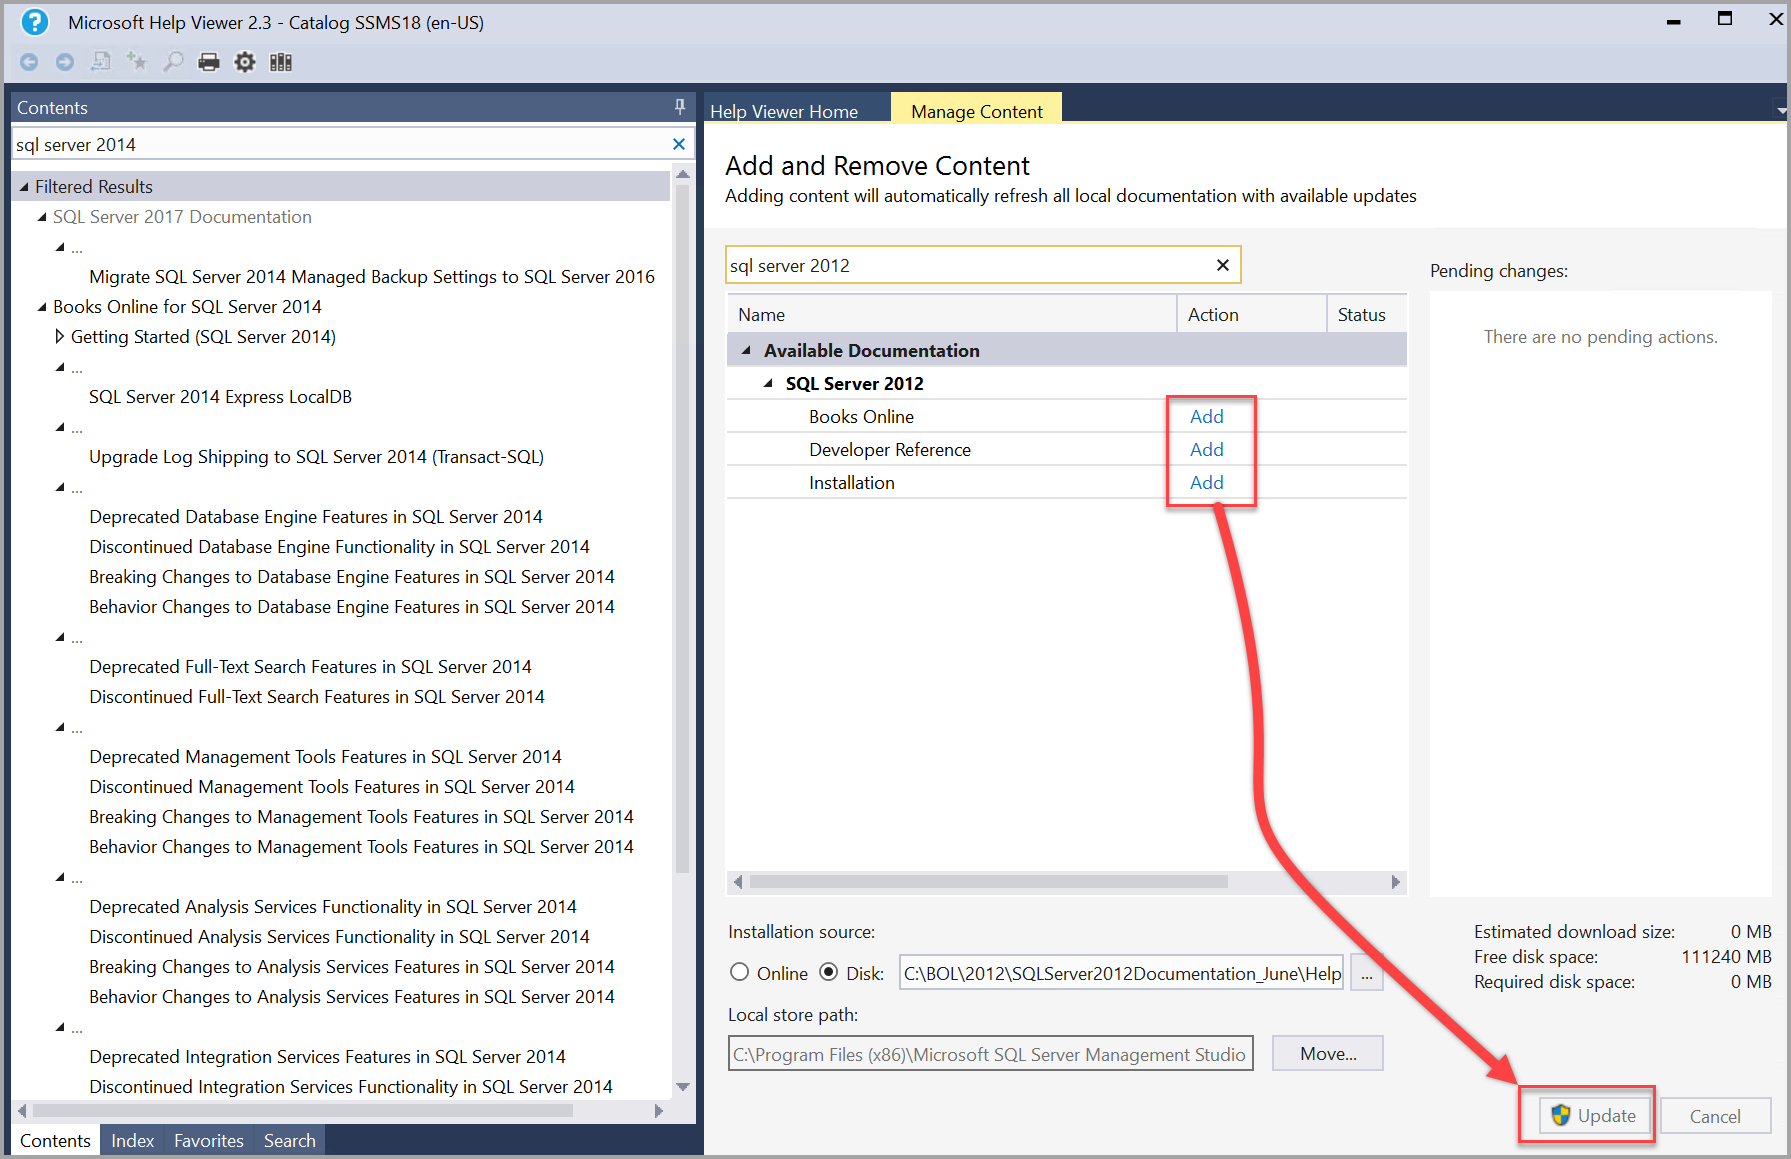 Microsoft Help Viewer 2.3 - Catalog SSMS18 (en-US)
Contents
sql server 2014
Filtered Results
SQL Server 2017 Documentation
...
Migrate SQL Server 2014 Managed Backup Settings to SQL Server 2016
Books Online for SQL Server 2014
Getting Started (SQL Server 2014)
...
SQL Server 2014 Express LocalDB
...
Upgrade Log Shipping to SQL Server 2014 (Transact-SQL)
...
Deprecated Database Engine Features in SQL Server 2014
Discontinued Database Engine Functionality in SQL Server 2014
Breaking Changes to Database Engine Features in SQL Server 2014
Behavior Changes to Database Engine Features in SQL Server 2014
...
Deprecated Full-Text Search Features in SQL Server 2014
Discontinued Full-Text Search Features in SQL Server 2014
...
Deprecated Management Tools Features in SQL Server 2014
Discontinued Management Tools Features in SQL Server 2014
Breaking Changes to Management Tools Features in SQL Server 2014
Behavior Changes to Management Tools Features in SQL Server 2014
...
Deprecated Analysis Services Functionality in SQL Server 2014
Discontinued Analysis Services Functionality in SQL Server 2014
Breaking Changes to Analysis Services Features in SQL Server 2014
Behavior Changes to Analysis Services Features in SQL Server 2014
...
Deprecated Integration Services Features in SQL Server 2014
Discontinued Integration Services Functionality in SQL Server 2014
Contents Index Favorites Search
Help Viewer Home Manage Content
Add and Remove Content
Adding content will automatically refresh all local documentation with available updates
sql server 2012
Name Action Status
Available Documentation
SQL Server 2012
Books Online Add
Developer Reference Add
Installation Add
Pending changes:
There are no pending actions.
Installation source:
Online Disk: C:\BOL\2012\SQLServer2012Documentation_June\Help ...
Local store path:
C:\Program Files (x86)\Microsoft SQL Server Management Studio Move...
Estimated download size: 0 MB
Free disk space: 111240 MB
Required disk space: 0 MB
Update Cancel